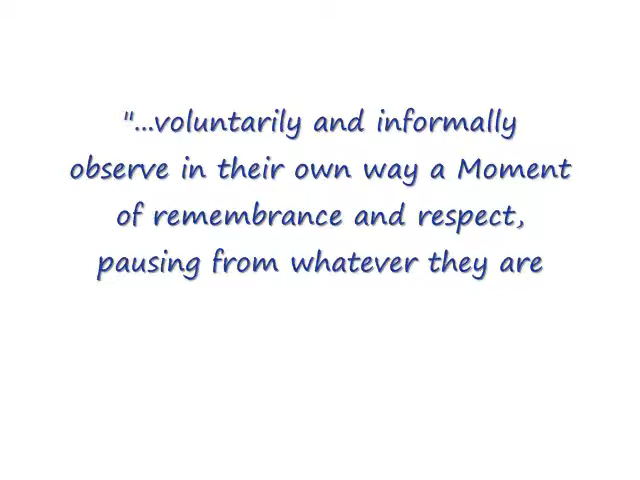 "...voluntarily and informally
observe in their own way a Moment
of remembrance and respect,
pausing from whatever they are